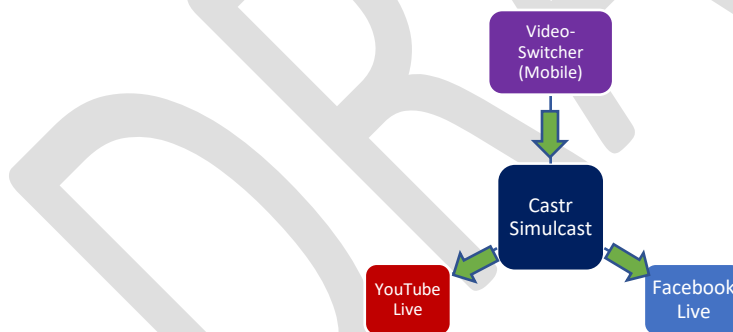 Video-
Switcher
(Mobile)
Castr
Simulcast
YouTube
Live
Facebook
Live